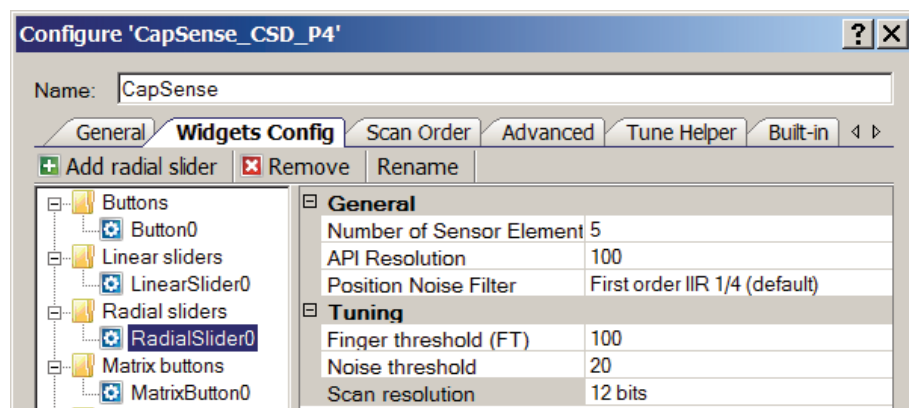 Configure 'CapSense_CSD_P4'
Name: CapSense
General Widgets Config Scan Order Advanced Tune Helper Built-in
Add radial slider Remove Rename
Buttons
Button0
Linear sliders
LinearSlider0
Radial sliders
RadialSlider0
Matrix buttons
MatrixButton0
General
Number of Sensor Element 5
API Resolution 100
Position Noise Filter First order IIR 1/4 (default)
Tuning
Finger threshold (FT) 100
Noise threshold 20
Scan resolution 12 bits